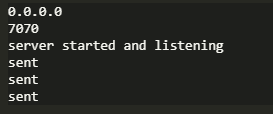 0.0.0.0
7070
server started and listening
sent
sent
sent